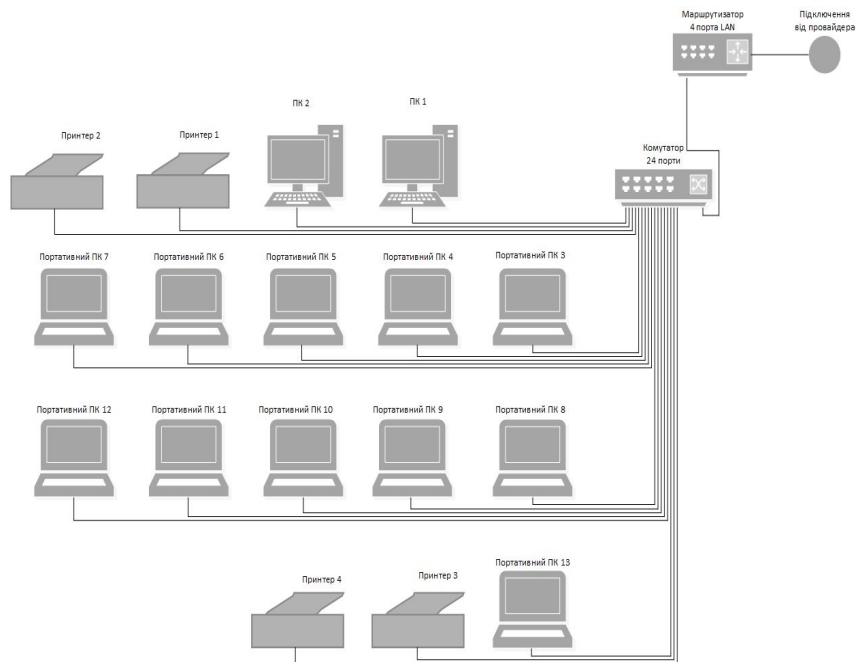 Маршрутизатор
4 порта LAN
Підключення
від провайдера
ПК 2
ПК 1
Принтер 2
Принтер 1
Комутатор
24 порти
Портативний ПК 7
Портативний ПК 6
Портативний ПК 5
Портативний ПК 4
Портативний ПК 3
Портативний ПК 12
Портативний ПК 11
Портативний ПК 10
Портативний ПК 9
Портативний ПК 8
Принтер 4
Принтер 3
Портативний ПК 13